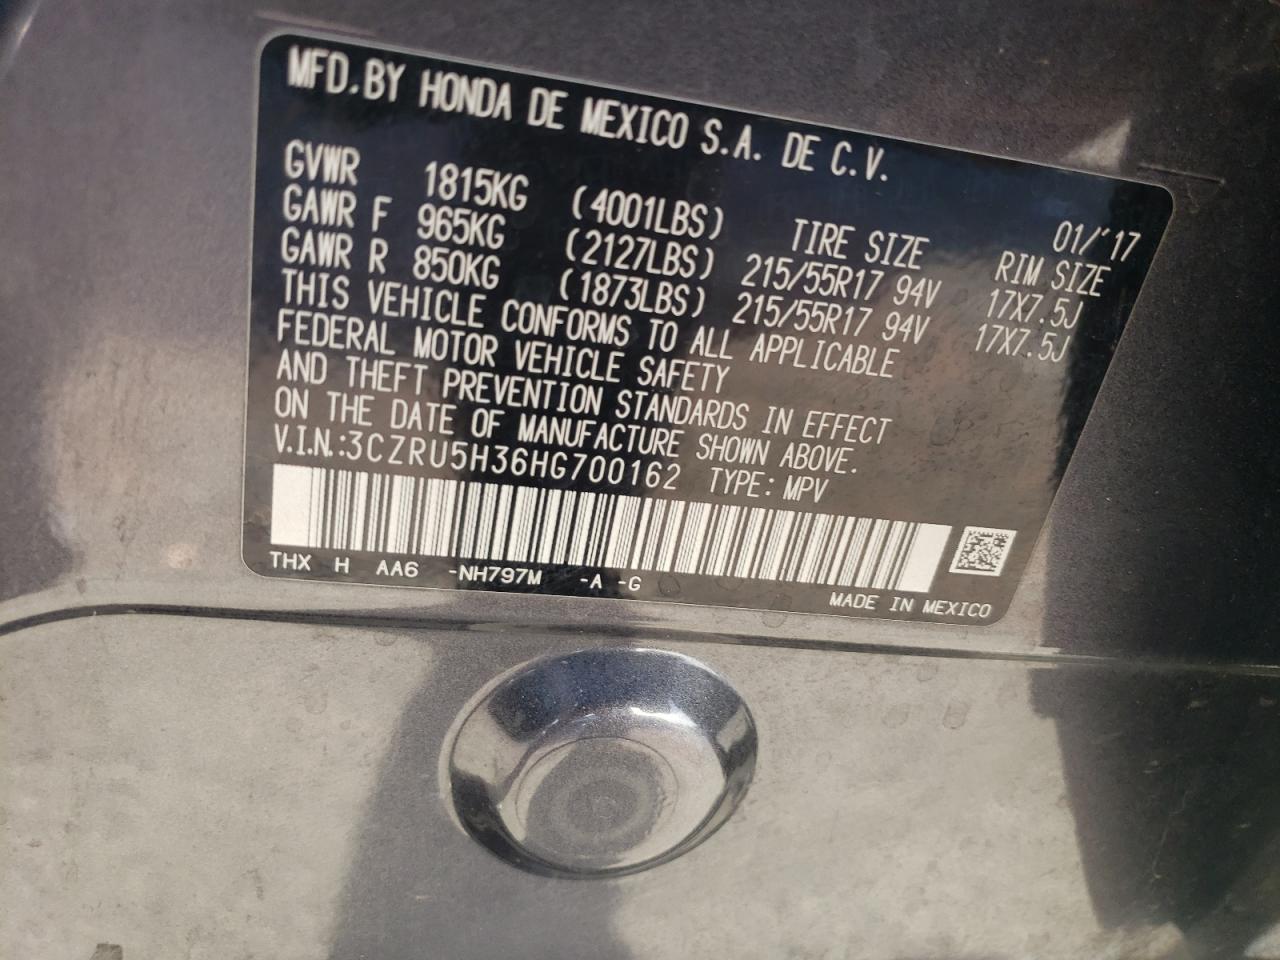 MFD.BY HONDA DE MEXICO S.A. DE C.V.
01/'17
GVWR 1815KG (4001LBS) TIRE SIZE RIM SIZE
GAWR F 965KG (2127LBS) 215/55R17 94V 17X7.5J
GAWR R 850KG (1873LBS) 215/55R17 94V 17X7.5J
THIS VEHICLE CONFORMS TO ALL APPLICABLE
FEDERAL MOTOR VEHICLE SAFETY
AND THEFT PREVENTION STANDARDS IN EFFECT
ON THE DATE OF MANUFACTURE SHOWN ABOVE.
V.I.N.:3CZRU5H36HG700162 TYPE: MPV
THX H AA6 -NH797M -A -G
MADE IN MEXICO